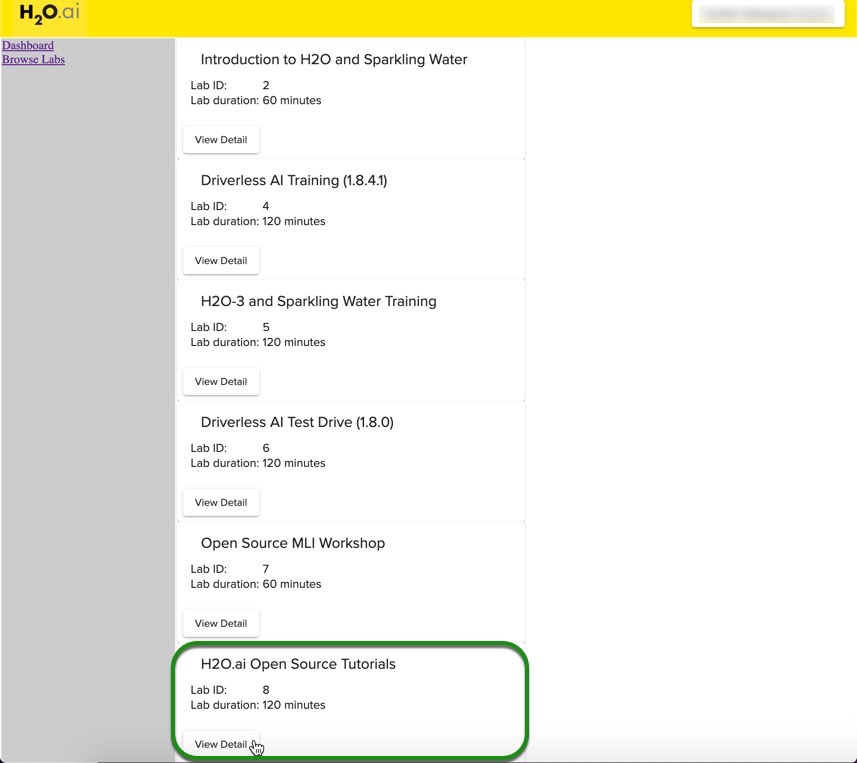 H2O.ai
Dashboard
Browse Labs
Introduction to H2O and Sparkling Water
Lab ID: 2
Lab duration: 60 minutes
View Detail
Driverless AI Training (1.8.4.1)
Lab ID: 4
Lab duration: 120 minutes
View Detail
H2O-3 and Sparkling Water Training
Lab ID: 5
Lab duration: 120 minutes
View Detail
Driverless AI Test Drive (1.8.0)
Lab ID: 6
Lab duration: 120 minutes
View Detail
Open Source MLI Workshop
Lab ID: 7
Lab duration: 60 minutes
View Detail
H2O.ai Open Source Tutorials
Lab ID: 8
Lab duration: 120 minutes
View Detail